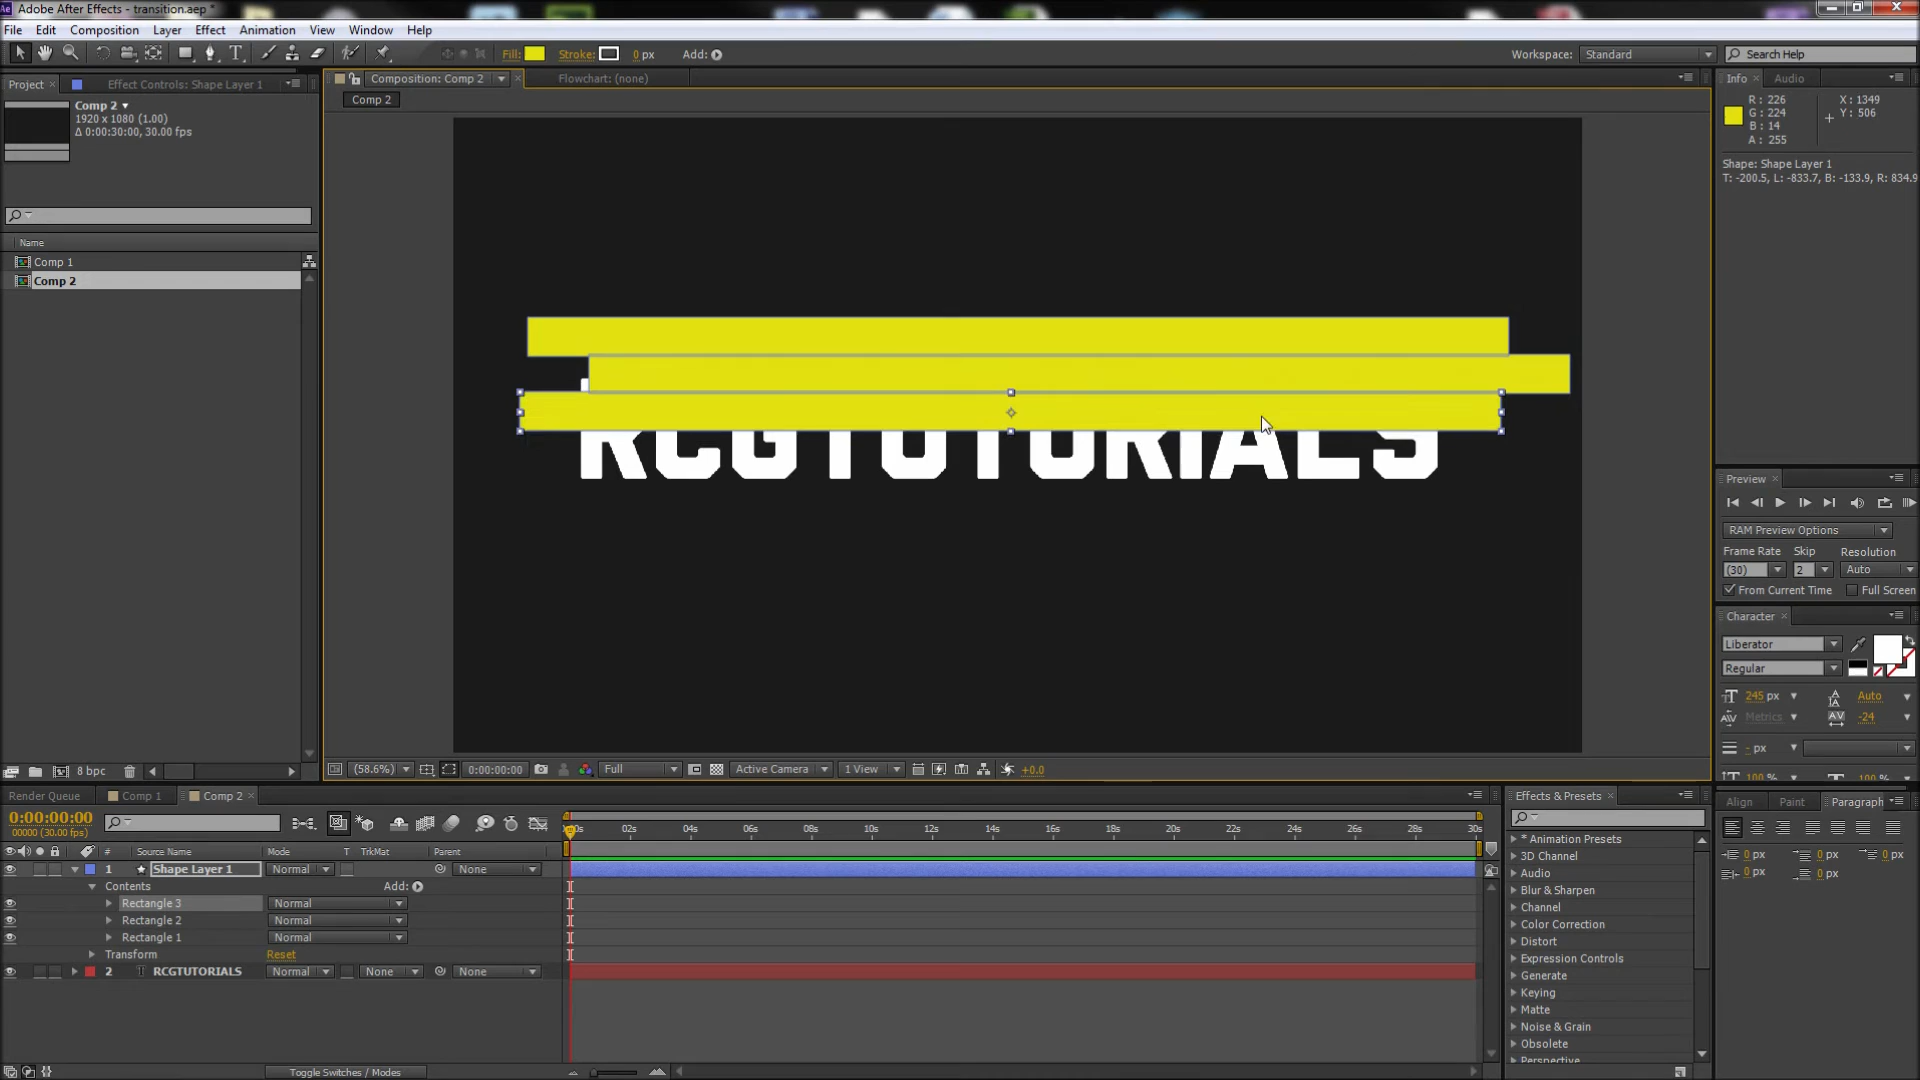 Adobe After Effects - transition.aep *
File Edit Composition Layer Effect Animation View Window Help
Fill: Stroke: 0 px Add: Workspace: Standard Search Help
Project Effect Controls: Shape Layer 1 Composition: Comp 2 Flowchart: (none) Info Audio
Comp 2
1920 x 1080 (1.00)
Δ 0:00:30:00, 30.00 fps
Comp 2
R : 226 X : 1349
G : 224 Y : 506
B : 14
A : 255
Shape: Shape Layer 1
T: -200.5, L: -833.7, B: -133.9, R: 834.9
Name
Comp 1
Comp 2
RCGTUTORIALS
Preview
RAM Preview Options
Frame Rate Skip Resolution
(30) 2 Auto
From Current Time Full Screen
Character
Liberator
Regular
245 px Auto
Metrics AV -24
- px
100 % 100 %
8 bpc (58.6%) 0:00:00:00 Full Active Camera 1 View +0.0
Render Queue Comp 1 Comp 2
0:00:00:00
00000 (30.00 fps)
02s 04s 06s 08s 10s 12s 14s 16s 18s 20s 22s 24s 26s 28s 30s
# Source Name Mode T TrkMat Parent
1 Shape Layer 1 Normal None
Contents Add:
Rectangle 3 Normal
Rectangle 2 Normal
Rectangle 1 Normal
Transform Reset
2 T RCGTUTORIALS Normal None None
Toggle Switches / Modes
Effects & Presets
* Animation Presets
3D Channel
Audio
Blur & Sharpen
Channel
Color Correction
Distort
Expression Controls
Generate
Keying
Matte
Noise & Grain
Obsolete
Perspective
Align Paint Paragraph
0 px 0 px 0 px
0 px 0 px